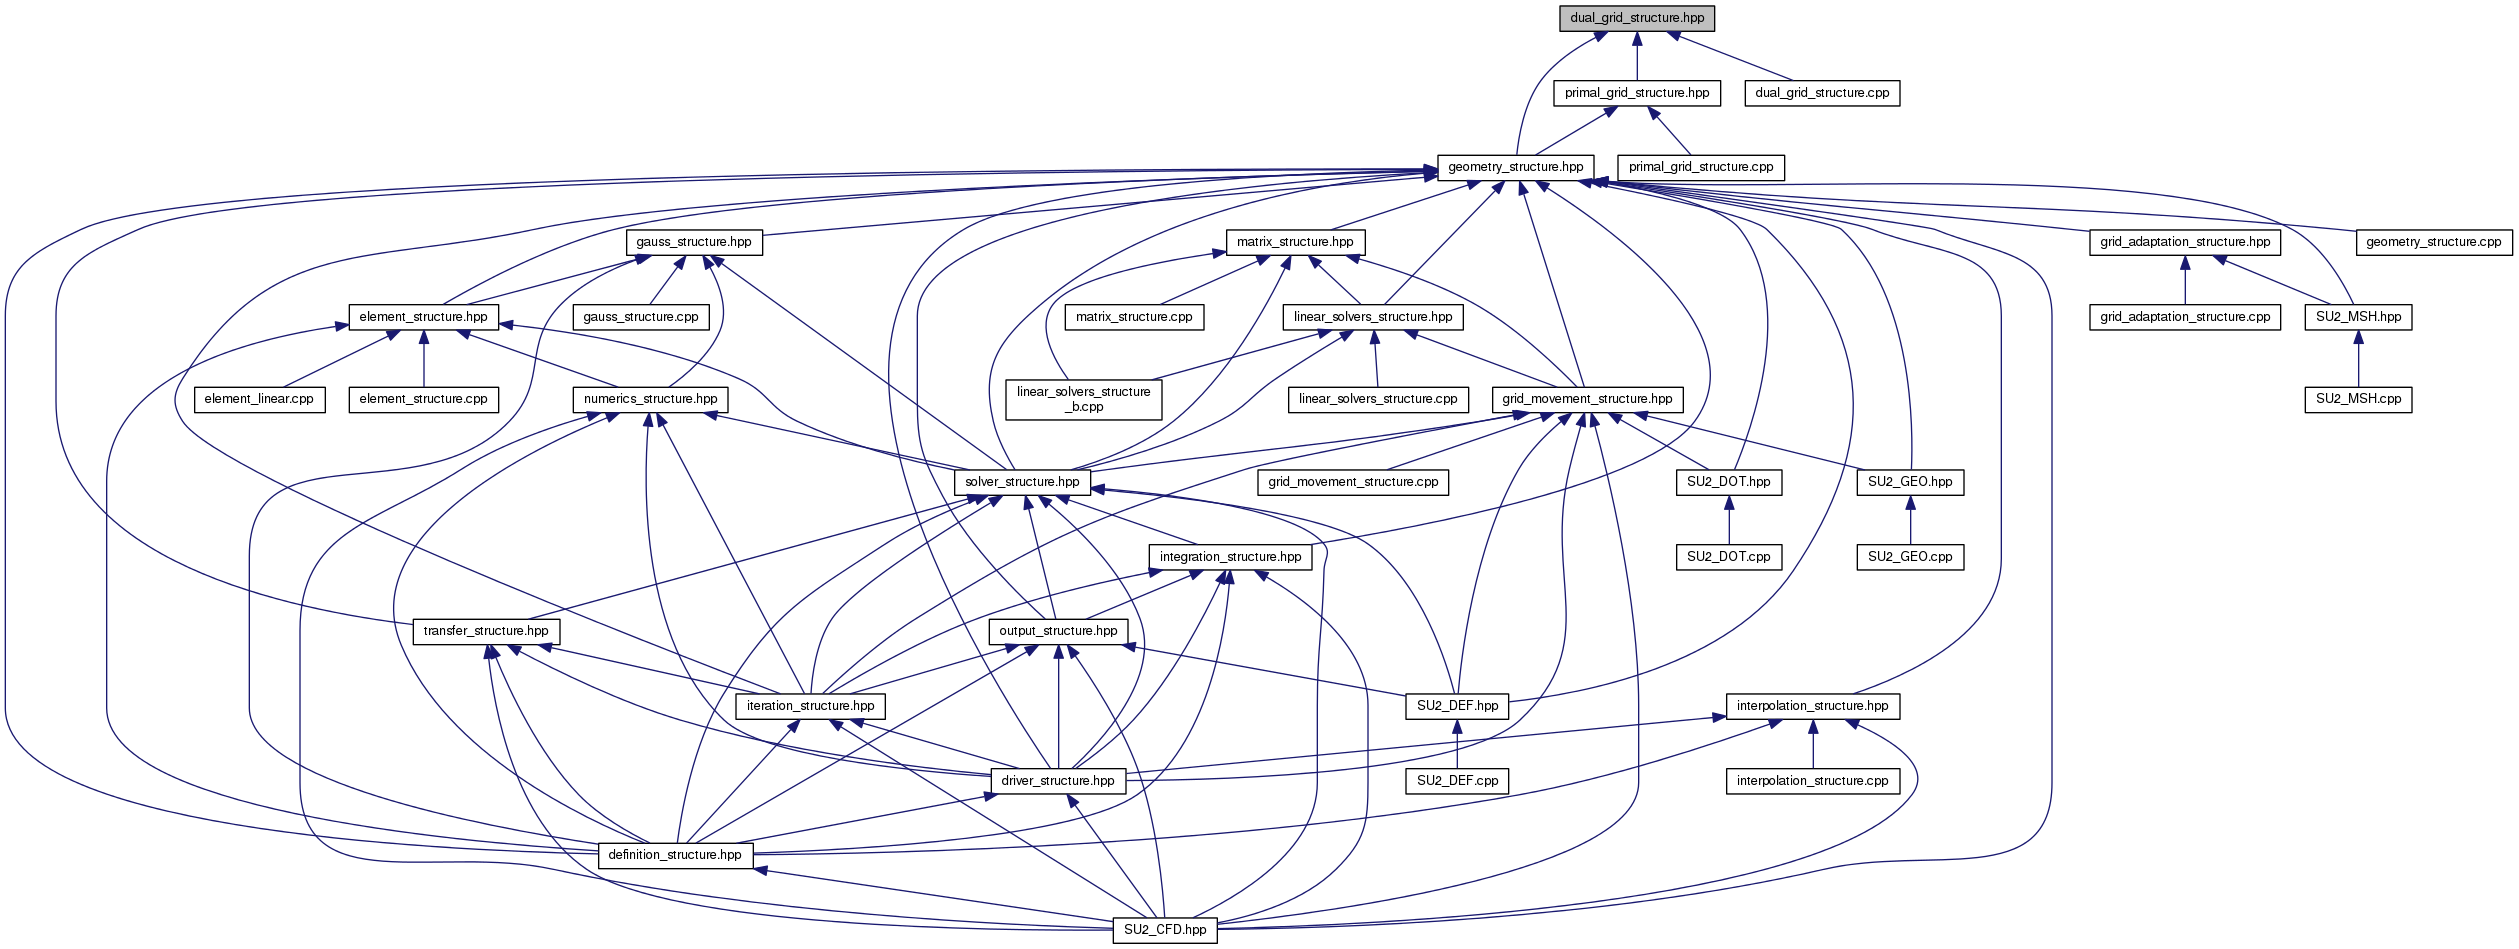 dual_grid_structure.hpp
primal_grid_structure.hpp
dual_grid_structure.cpp
geometry_structure.hpp
primal_grid_structure.cpp
gauss_structure.hpp
matrix_structure.hpp
grid_adaptation_structure.hpp
geometry_structure.cpp
element_structure.hpp
gauss_structure.cpp
matrix_structure.cpp
linear_solvers_structure.hpp
grid_adaptation_structure.cpp
SU2_MSH.hpp
element_linear.cpp
element_structure.cpp
numerics_structure.hpp
linear_solvers_structure
_b.cpp
linear_solvers_structure.cpp
grid_movement_structure.hpp
SU2_MSH.cpp
solver_structure.hpp
grid_movement_structure.cpp
SU2_DOT.hpp
SU2_GEO.hpp
integration_structure.hpp
SU2_DOT.cpp
SU2_GEO.cpp
transfer_structure.hpp
output_structure.hpp
iteration_structure.hpp
SU2_DEF.hpp
interpolation_structure.hpp
driver_structure.hpp
SU2_DEF.cpp
interpolation_structure.cpp
definition_structure.hpp
SU2_CFD.hpp